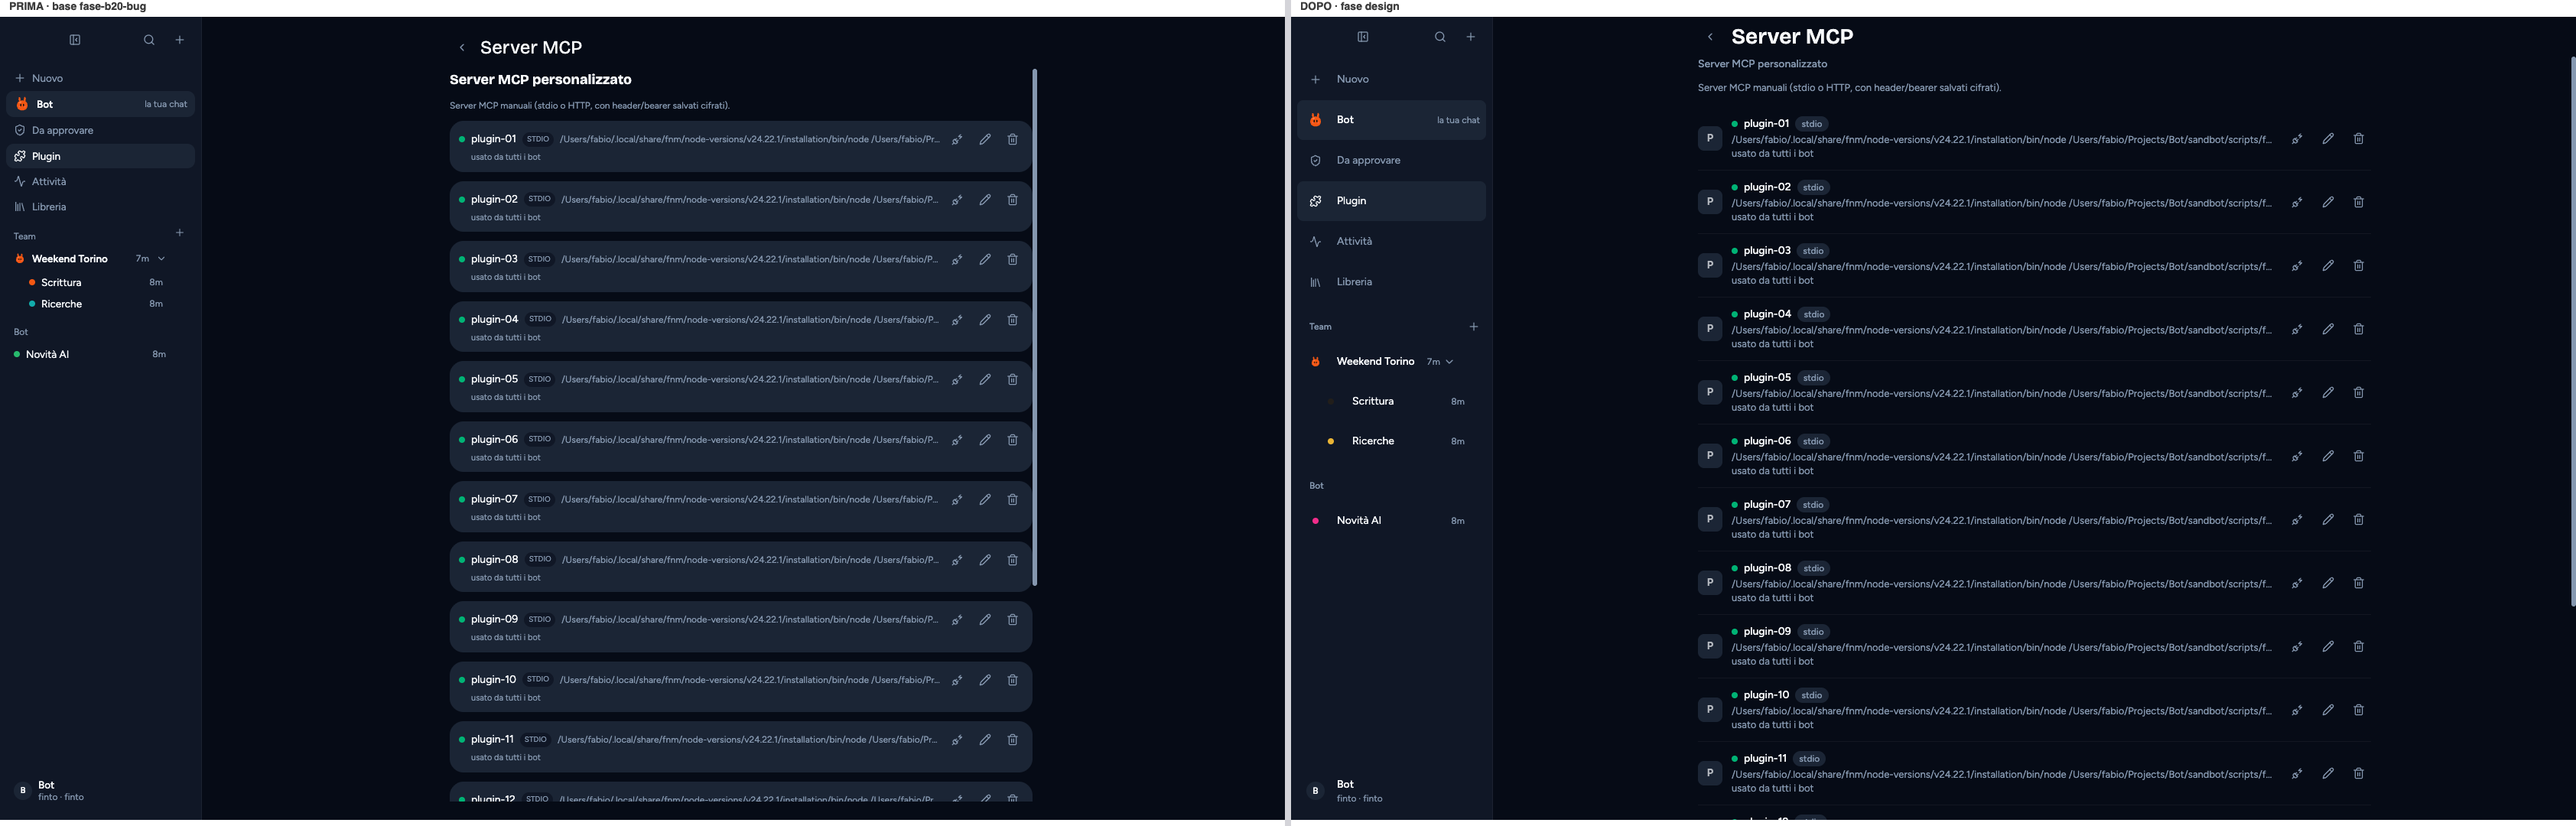 PRIMA · base fase-b20-bug
Nuovo
Bot la tua chat
Da approvare
Plugin
Attività
Libreria
Team
Weekend Torino 7m
Scrittura 8m
Ricerche 8m
Bot
Novità AI 8m
B Bot
finto · finto
Server MCP
Server MCP personalizzato
Server MCP manuali (stdio o HTTP, con header/bearer salvati cifrati).
plugin-01 STDIO /Users/fabio/.local/share/fnm/node-versions/v24.22.1/installation/bin/node /Users/fabio/Pr...
usato da tutti i bot
plugin-02 STDIO /Users/fabio/.local/share/fnm/node-versions/v24.22.1/installation/bin/node /Users/fabio/P...
usato da tutti i bot
plugin-03 STDIO /Users/fabio/.local/share/fnm/node-versions/v24.22.1/installation/bin/node /Users/fabio/P...
usato da tutti i bot
plugin-04 STDIO /Users/fabio/.local/share/fnm/node-versions/v24.22.1/installation/bin/node /Users/fabio/P...
usato da tutti i bot
plugin-05 STDIO /Users/fabio/.local/share/fnm/node-versions/v24.22.1/installation/bin/node /Users/fabio/P...
usato da tutti i bot
plugin-06 STDIO /Users/fabio/.local/share/fnm/node-versions/v24.22.1/installation/bin/node /Users/fabio/P...
usato da tutti i bot
plugin-07 STDIO /Users/fabio/.local/share/fnm/node-versions/v24.22.1/installation/bin/node /Users/fabio/P...
usato da tutti i bot
plugin-08 STDIO /Users/fabio/.local/share/fnm/node-versions/v24.22.1/installation/bin/node /Users/fabio/P...
usato da tutti i bot
plugin-09 STDIO /Users/fabio/.local/share/fnm/node-versions/v24.22.1/installation/bin/node /Users/fabio/P...
usato da tutti i bot
plugin-10 STDIO /Users/fabio/.local/share/fnm/node-versions/v24.22.1/installation/bin/node /Users/fabio/Pr...
usato da tutti i bot
plugin-11 STDIO /Users/fabio/.local/share/fnm/node-versions/v24.22.1/installation/bin/node /Users/fabio/Pr...
usato da tutti i bot
plugin-12 STDIO /Users/fabio/.local/share/fnm/node-versions/v24.22.1/installation/bin/node /Users/fabio/Pr...
DOPO · fase design
Nuovo
Bot la tua chat
Da approvare
Plugin
Attività
Libreria
Team
Weekend Torino 7m
Scrittura 8m
Ricerche 8m
Bot
Novità AI 8m
B Bot
finto · finto
Server MCP
Server MCP personalizzato
Server MCP manuali (stdio o HTTP, con header/bearer salvati cifrati).
P plugin-01 stdio
/Users/fabio/.local/share/fnm/node-versions/v24.22.1/installation/bin/node /Users/fabio/Projects/Bot/sandbot/scripts/f...
usato da tutti i bot
P plugin-02 stdio
/Users/fabio/.local/share/fnm/node-versions/v24.22.1/installation/bin/node /Users/fabio/Projects/Bot/sandbot/scripts/f...
usato da tutti i bot
P plugin-03 stdio
/Users/fabio/.local/share/fnm/node-versions/v24.22.1/installation/bin/node /Users/fabio/Projects/Bot/sandbot/scripts/f...
usato da tutti i bot
P plugin-04 stdio
/Users/fabio/.local/share/fnm/node-versions/v24.22.1/installation/bin/node /Users/fabio/Projects/Bot/sandbot/scripts/f...
usato da tutti i bot
P plugin-05 stdio
/Users/fabio/.local/share/fnm/node-versions/v24.22.1/installation/bin/node /Users/fabio/Projects/Bot/sandbot/scripts/f...
usato da tutti i bot
P plugin-06 stdio
/Users/fabio/.local/share/fnm/node-versions/v24.22.1/installation/bin/node /Users/fabio/Projects/Bot/sandbot/scripts/f...
usato da tutti i bot
P plugin-07 stdio
/Users/fabio/.local/share/fnm/node-versions/v24.22.1/installation/bin/node /Users/fabio/Projects/Bot/sandbot/scripts/f...
usato da tutti i bot
P plugin-08 stdio
/Users/fabio/.local/share/fnm/node-versions/v24.22.1/installation/bin/node /Users/fabio/Projects/Bot/sandbot/scripts/f...
usato da tutti i bot
P plugin-09 stdio
/Users/fabio/.local/share/fnm/node-versions/v24.22.1/installation/bin/node /Users/fabio/Projects/Bot/sandbot/scripts/f...
usato da tutti i bot
P plugin-10 stdio
/Users/fabio/.local/share/fnm/node-versions/v24.22.1/installation/bin/node /Users/fabio/Projects/Bot/sandbot/scripts/f...
usato da tutti i bot
P plugin-11 stdio
/Users/fabio/.local/share/fnm/node-versions/v24.22.1/installation/bin/node /Users/fabio/Projects/Bot/sandbot/scripts/f...
usato da tutti i bot